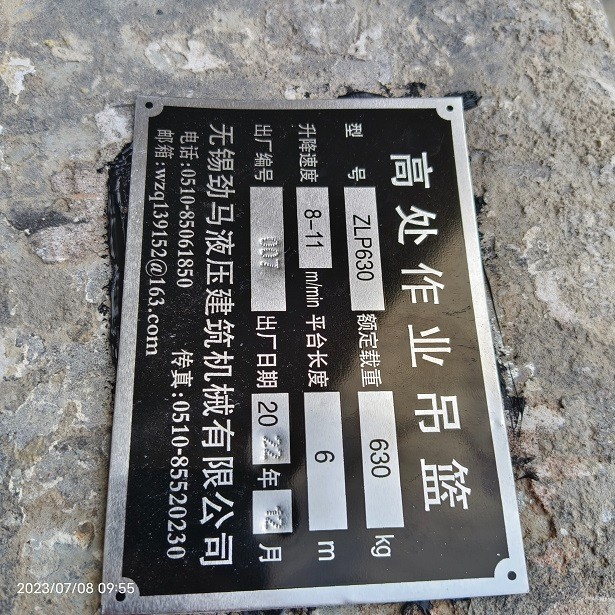 高处作业吊篮
型号 ZLP630 额定载重 630 kg
升降速度 8-11 m/min 平台长度 6 m
出厂编号 出厂日期 20 年 月
无锡劲马液压建筑机械有限公司
电话:0510-85061850 传真:0510-85520230
邮箱:wzq139152@163.com
2023/07/08 09:55